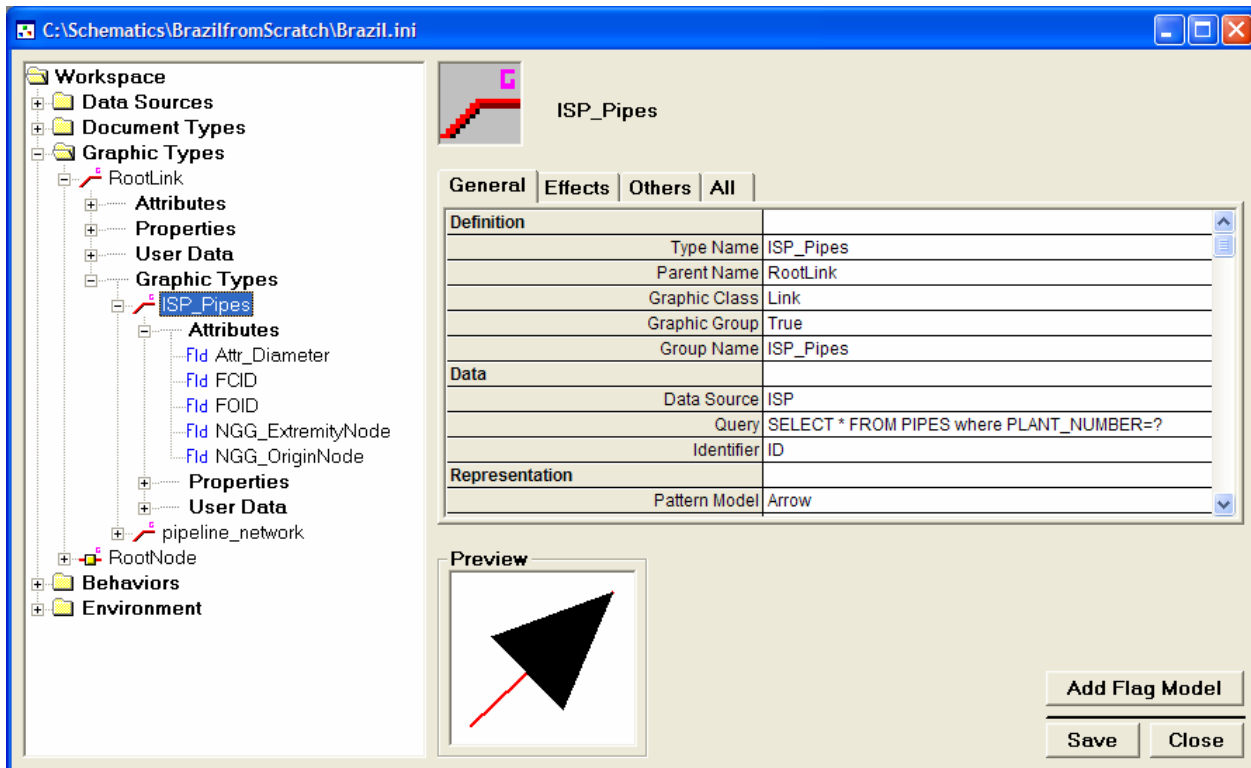 C:\Schematics\BrazilfromScratch\Brazil.ini
Workspace
Data Sources
Document Types
Graphic Types
RootLink
Attributes
Properties
User Data
Graphic Types
ISP_Pipes
Attributes
Fld Attr_Diameter
Fld FCID
Fld FOID
Fld NGG_ExtremityNode
Fld NGG_OriginNode
Properties
User Data
pipeline_network
RootNode
Behaviors
Environment
G
ISP_Pipes
General Effects Others All
Definition
Type Name ISP_Pipes
Parent Name RootLink
Graphic Class Link
Graphic Group True
Group Name ISP_Pipes
Data
Data Source ISP
Query SELECT * FROM PIPES where PLANT_NUMBER=?
Identifier ID
Representation
Pattern Model Arrow
Preview
Add Flag Model
Save Close